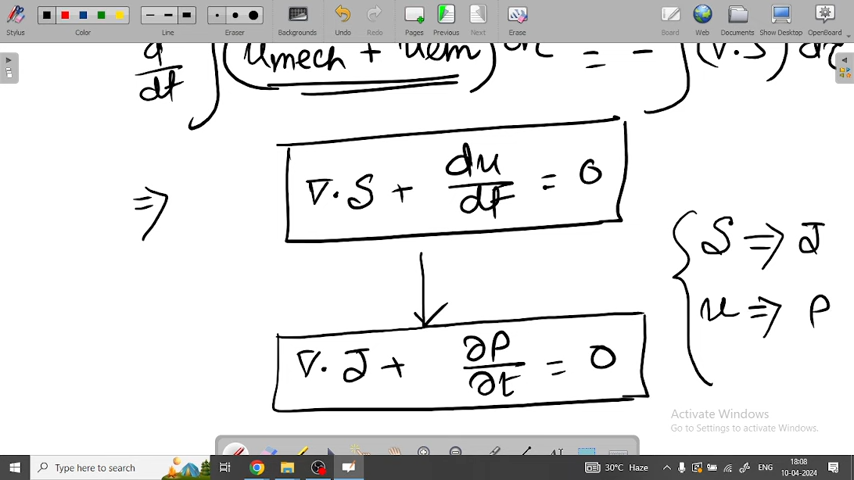 Stylus
Color
Line
Eraser
Backgrounds
Undo
Redo
Pages
Previous
Next
Erase
Board
Web
Documents
Show Desktop
OpenBoard
d/dt ∫(umech + uem) dτ = - ∫(∇.S) dτ
⇒ ∇.S + du/dt = 0
S ⇒ J
u ⇒ ρ
∇.J + ∂ρ/∂t = 0
Activate Windows
Go to Settings to activate Windows.
Type here to search
30°C Haze
ENG
18:08
10-04-2024